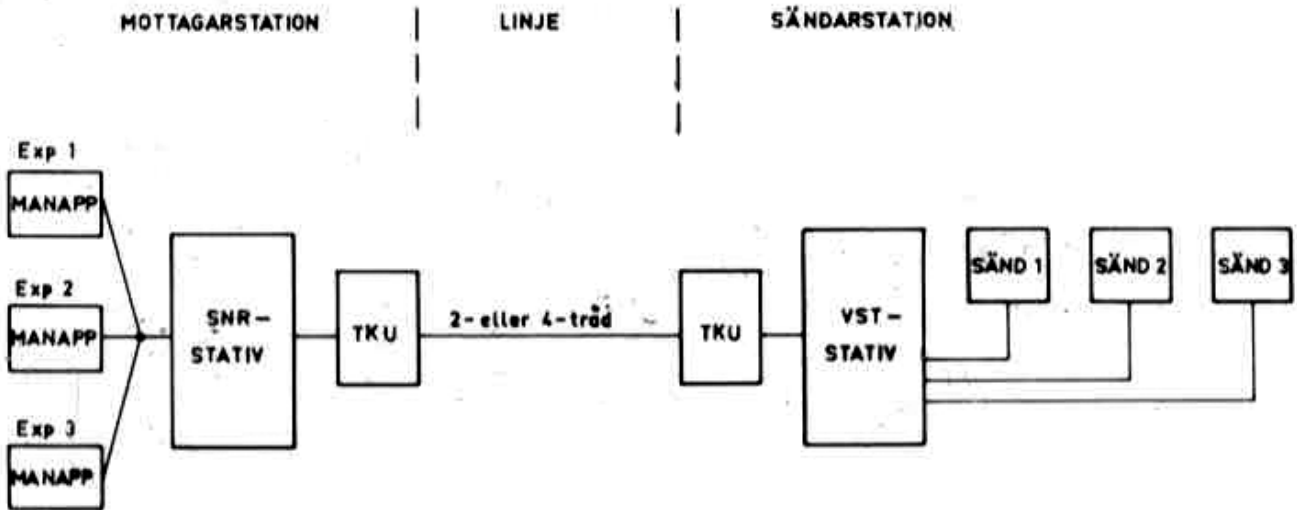 MOTTAGARSTATION
LINJE
SÄNDARSTATION
Exp 1
MANAPP
Exp 2
MANAPP
Exp 3
MANAPP
SNR-
STATIV
TKU
2- eller 4-tråd
TKU
VST-
STATIV
SÄND 1
SÄND 2
SÄND 3